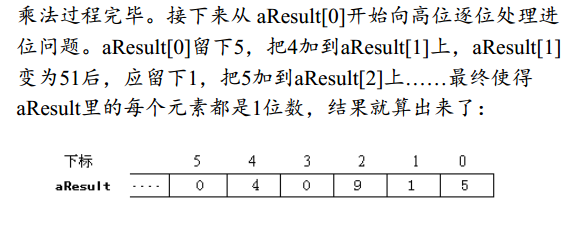 乘法过程完毕。接下来从 aResult[0]开始向高位逐位处理进
位问题。aResult[0]留下5，把4加到aResult[1]上，aResult[1]
变为51后，应留下1，把5加到aResult[2]上……最终使得
aResult里的每个元素都是1位数，结果就算出来了：
下标 5 4 3 2 1 0
aResult ···· 0 4 0 9 1 5